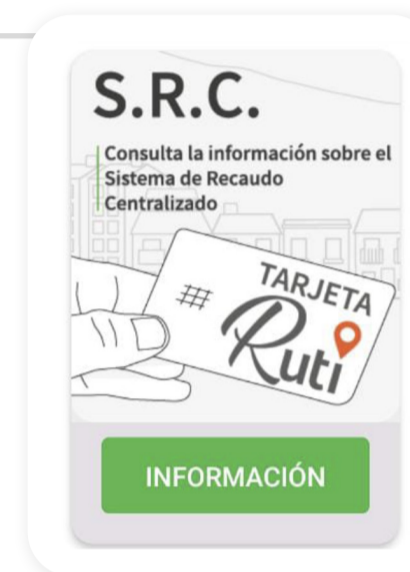 S.R.C.
Consulta la información sobre el
Sistema de Recaudo
Centralizado
TARJETA
Ruti
INFORMACIÓN